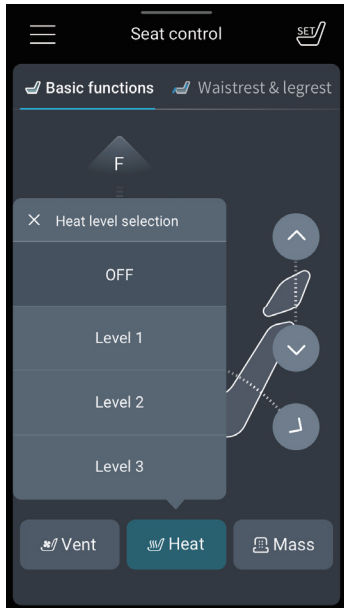 Seat control
SET
Basic functions
Waistrest & legrest
F
Heat level selection
OFF
Level 1
Level 2
Level 3
Vent
Heat
Mass